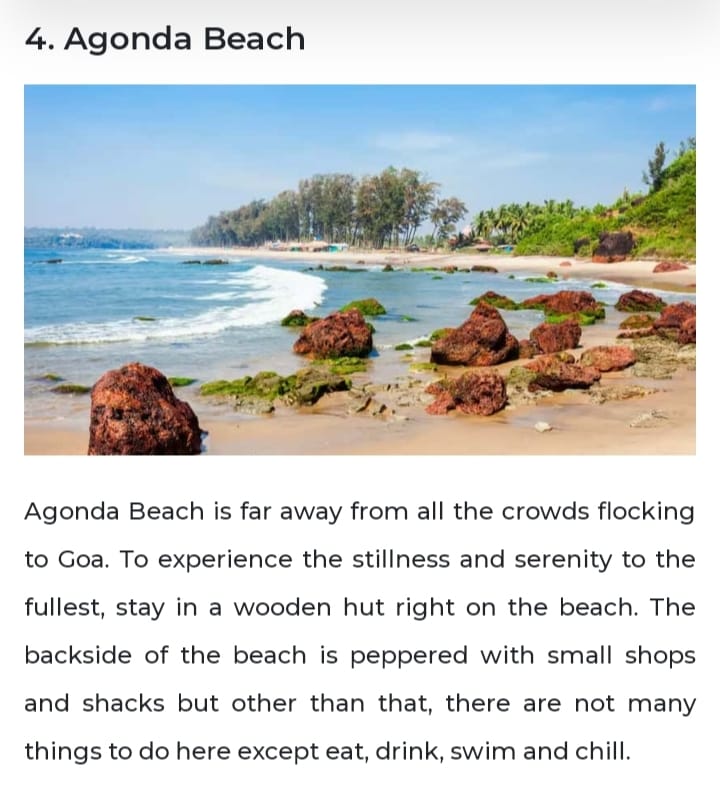 4. Agonda Beach
Agonda Beach is far away from all the crowds flocking
to Goa. To experience the stillness and serenity to the
fullest, stay in a wooden hut right on the beach. The
backside of the beach is peppered with small shops
and shacks but other than that, there are not many
things to do here except eat, drink, swim and chill.